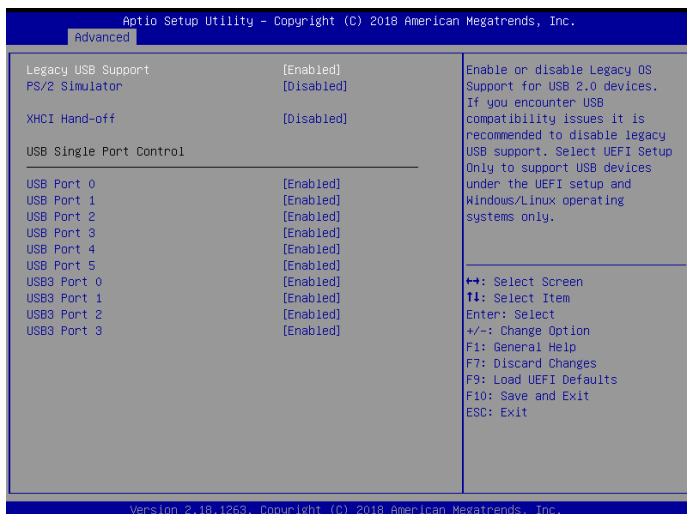 Aptio Setup Utility – Copyright (C) 2018 American Megatrends, Inc.
Advanced
Legacy USB Support [Enabled]
PS/2 Simulator [Disabled]
XHCI Hand-off [Disabled]
USB Single Port Control
USB Port 0 [Enabled]
USB Port 1 [Enabled]
USB Port 2 [Enabled]
USB Port 3 [Enabled]
USB Port 4 [Enabled]
USB Port 5 [Enabled]
USB3 Port 0 [Enabled]
USB3 Port 1 [Enabled]
USB3 Port 2 [Enabled]
USB3 Port 3 [Enabled]
Enable or disable Legacy OS
Support for USB 2.0 devices.
If you encounter USB
compatibility issues it is
recommended to disable legacy
USB support. Select UEFI Setup
Only to support USB devices
under the UEFI setup and
Windows/Linux operating
systems only.
↔: Select Screen
↑↓: Select Item
Enter: Select
+/-: Change Option
F1: General Help
F7: Discard Changes
F9: Load UEFI Defaults
F10: Save and Exit
ESC: Exit
Version 2.18.1263. Copyright (C) 2018 American Megatrends, Inc.